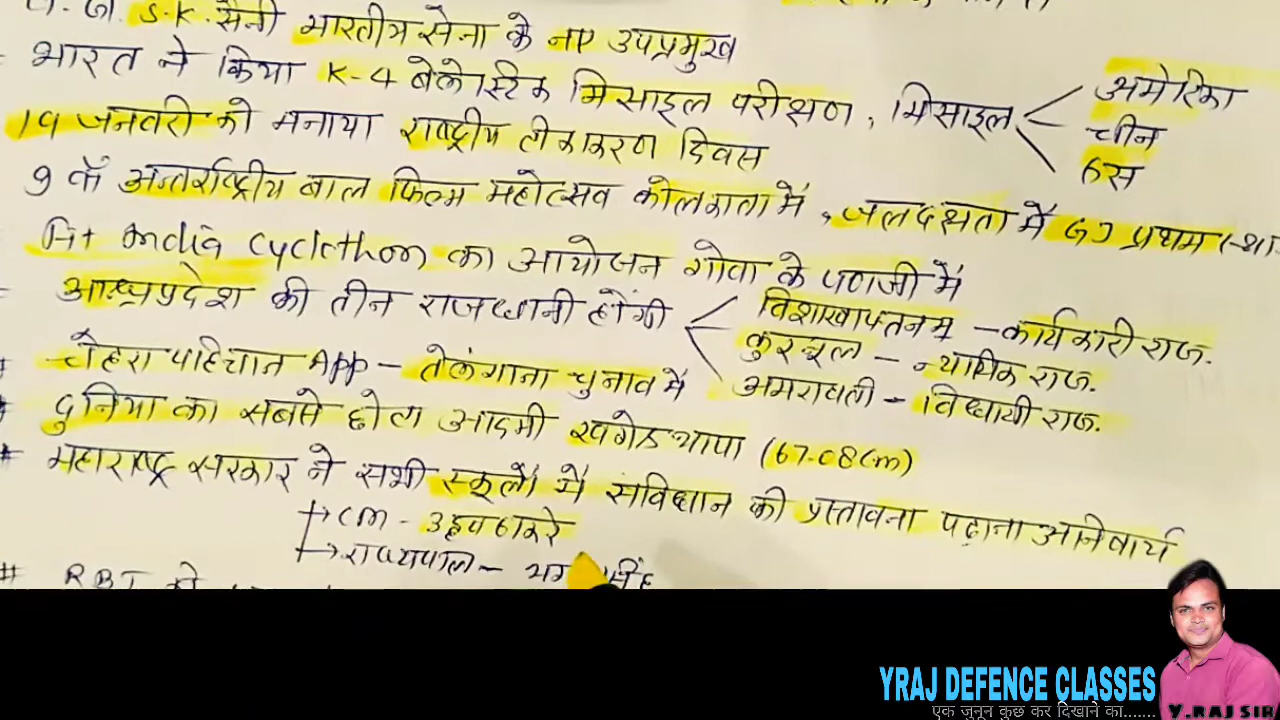 S.K. सैनी भारतीय सेना के नए उपप्रमुख
भारत ने किया K-4 बेलेस्टिक मिसाइल परीक्षण, मिसाइल
अमेरिका
चीन
रूस
19 जनवरी को मनाया राष्ट्रीय टीकाकरण दिवस
9 वाँ अन्तर्राष्ट्रीय बाल फिल्म महोत्सव कोलकाता में, जलदक्षता में GJ प्रथम
Fit India Cyclothon का आयोजन गोवा के पणजी में
आन्ध्रप्रदेश की तीन राजधानी होंगी
विशाखापत्तनम् - कार्यकारी राज.
कुरनूल - न्यायिक राज.
अमरावती - विधायी राज.
चेहरा पहिचान App - तेलंगाना चुनाव में
दुनिया का सबसे छोटा आदमी खगेन्द्र थापा (67.08cm)
# महाराष्ट्र सरकार ने सभी स्कूलों में संविधान की प्रस्तावना पढ़ाना अनिवार्य
→ CM - उद्धव ठाकरे
→ राज्यपाल -
# RBI
YRAJ DEFENCE CLASSES
एक जुनून कुछ कर दिखाने का.......
Y.RAJ SIR